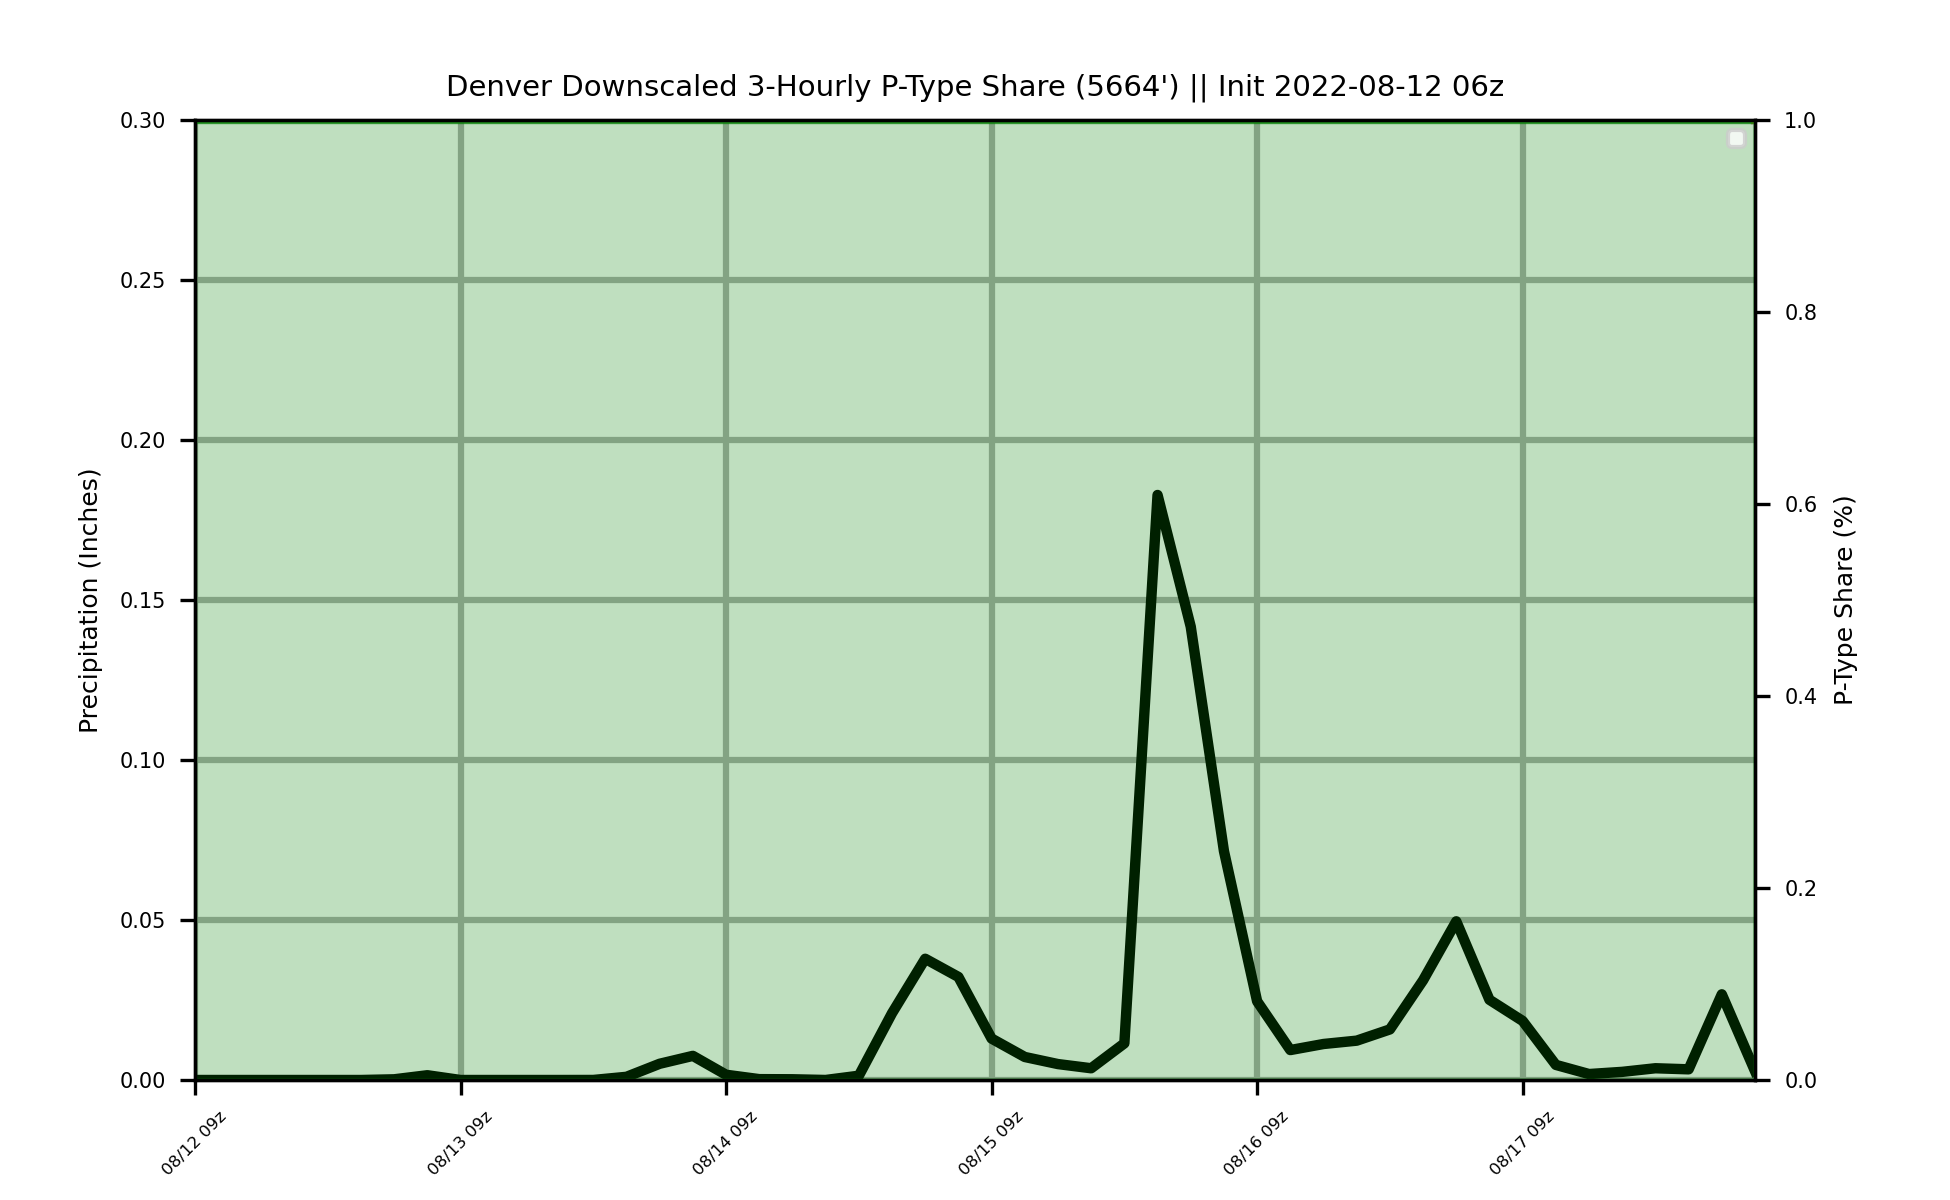 Denver Downscaled 3-Hourly P-Type Share (5664') || Init 2022-08-12 06z
Precipitation (Inches)
0.30
0.25
0.20
0.15
0.10
0.05
0.00
1.0
0.8
0.6
0.4
0.2
0.0
P-Type Share (%)
08/12 09z
08/13 09z
08/14 09z
08/15 09z
08/16 09z
08/17 09z